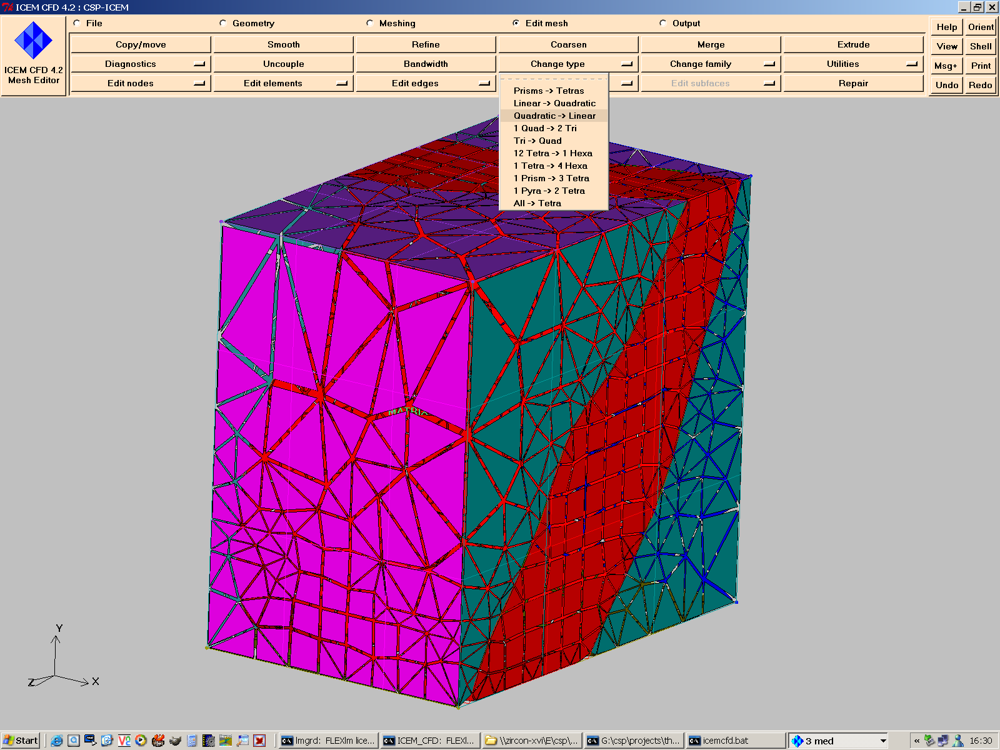 ICEM CFD 4.2 : CSP-ICEM
File Geometry Meshing Edit mesh Output
Help Orient
Copy/move Smooth Refine Coarsen Merge Extrude
View Shell
Diagnostics Uncouple Bandwidth Change type Change family Utilities
Msg+ Print
ICEM CFD 4.2
Mesh Editor
Edit nodes Edit elements Edit edges Edit subfaces Repair
Undo Redo
Prisms -> Tetras
Linear -> Quadratic
Quadratic -> Linear
1 Quad -> 2 Tri
Tri -> Quad
12 Tetra -> 1 Hexa
1 Tetra -> 4 Hexa
1 Prism -> 3 Tetra
1 Pyra -> 2 Tetra
All -> Tetra
MATRIX
Y
Z X
Start lmgrd: FLEXlm lice... ICEM_CFD: FLEXl... \\zircon-xvi\E\csp\... G:\csp\projects\th... icemcfd.bat 3 med « 16:30